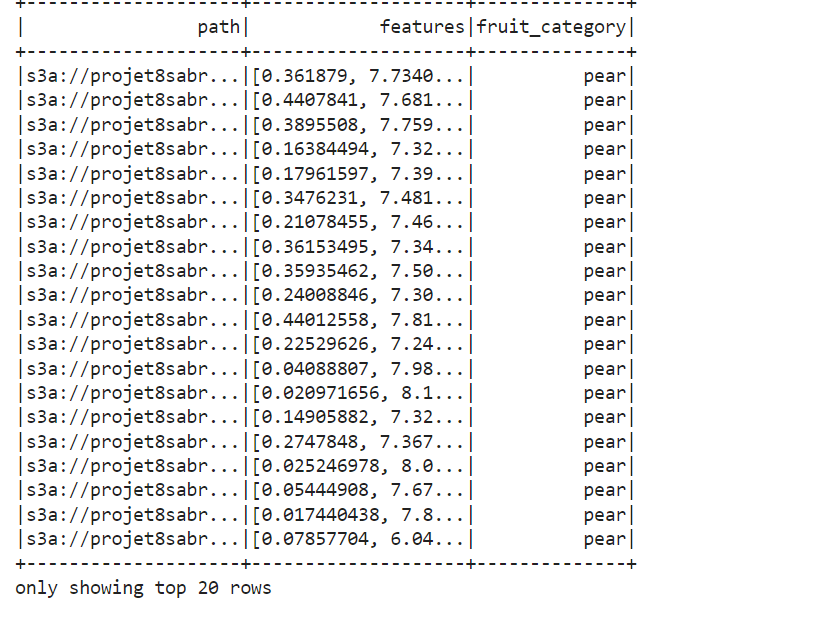 +--------------------+--------------------+--------------+
|                path|            features|fruit_category|
+--------------------+--------------------+--------------+
|s3a://projet8sabr...|[0.361879, 7.7340...|          pear|
|s3a://projet8sabr...|[0.4407841, 7.681...|          pear|
|s3a://projet8sabr...|[0.3895508, 7.759...|          pear|
|s3a://projet8sabr...|[0.16384494, 7.32...|          pear|
|s3a://projet8sabr...|[0.17961597, 7.39...|          pear|
|s3a://projet8sabr...|[0.3476231, 7.481...|          pear|
|s3a://projet8sabr...|[0.21078455, 7.46...|          pear|
|s3a://projet8sabr...|[0.36153495, 7.34...|          pear|
|s3a://projet8sabr...|[0.35935462, 7.50...|          pear|
|s3a://projet8sabr...|[0.24008846, 7.30...|          pear|
|s3a://projet8sabr...|[0.44012558, 7.81...|          pear|
|s3a://projet8sabr...|[0.22529626, 7.24...|          pear|
|s3a://projet8sabr...|[0.04088807, 7.98...|          pear|
|s3a://projet8sabr...|[0.020971656, 8.1...|          pear|
|s3a://projet8sabr...|[0.14905882, 7.32...|          pear|
|s3a://projet8sabr...|[0.2747848, 7.367...|          pear|
|s3a://projet8sabr...|[0.025246978, 8.0...|          pear|
|s3a://projet8sabr...|[0.05444908, 7.67...|          pear|
|s3a://projet8sabr...|[0.017440438, 7.8...|          pear|
|s3a://projet8sabr...|[0.07857704, 6.04...|          pear|
+--------------------+--------------------+--------------+
only showing top 20 rows